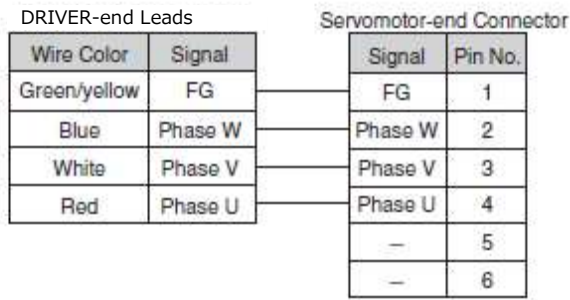 DRIVER-end Leads
Servomotor-end Connector
Wire Color Signal
Signal Pin No.
Green/yellow FG
FG 1
Blue Phase W
Phase W 2
White Phase V
Phase V 3
Red Phase U
Phase U 4
– 5
– 6